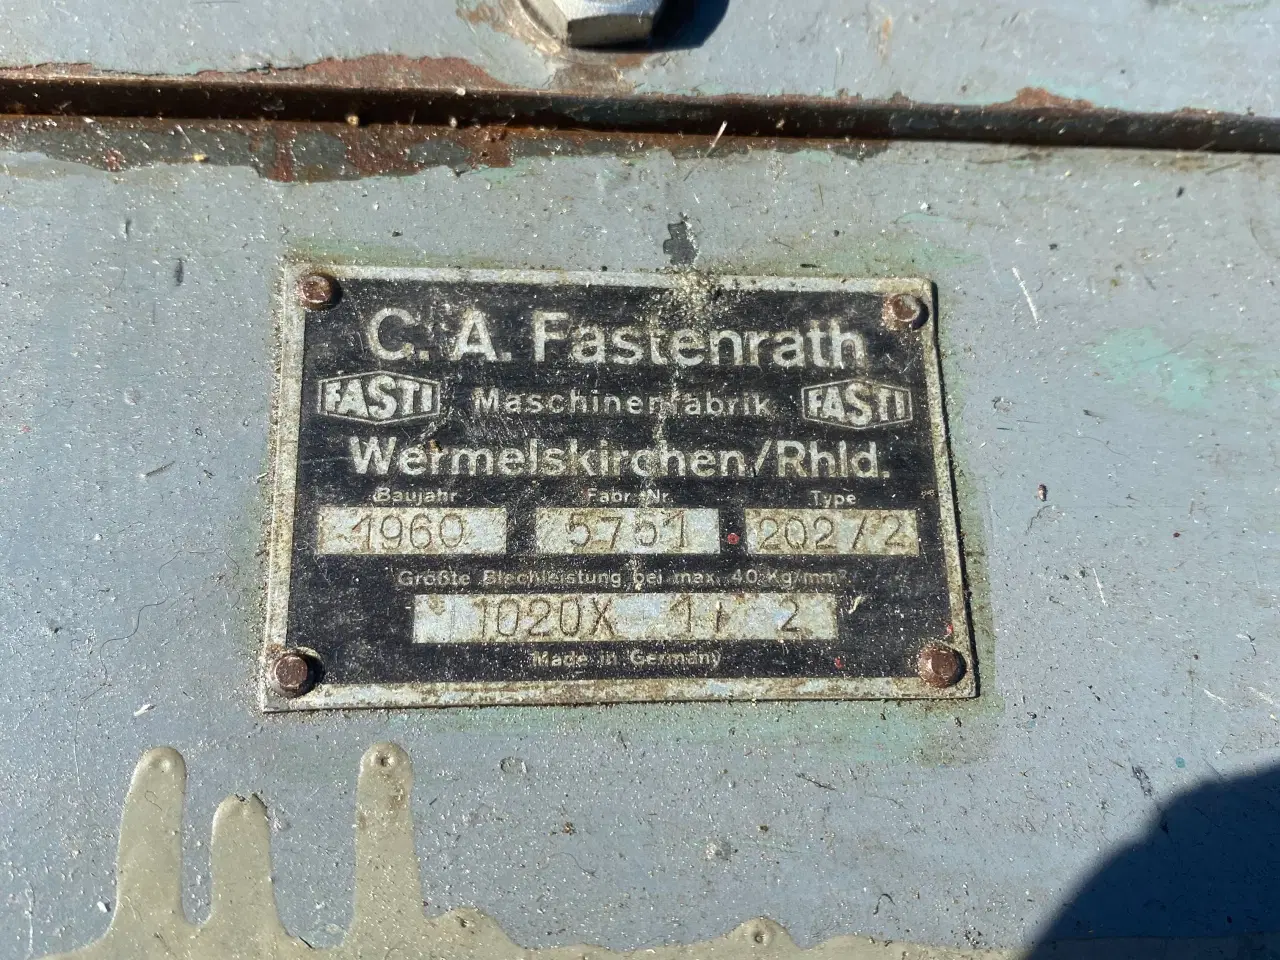 C. A. Fastenrath
FASTI Maschinenfabrik FASTI
Wermelskirchen/Rhld.
Baujahr Fabr. Nr. Type
1960 5751 202/2
Größte Blechleistung bei max. 40 Kg/mm²
1020X 1, 2
Made in Germany